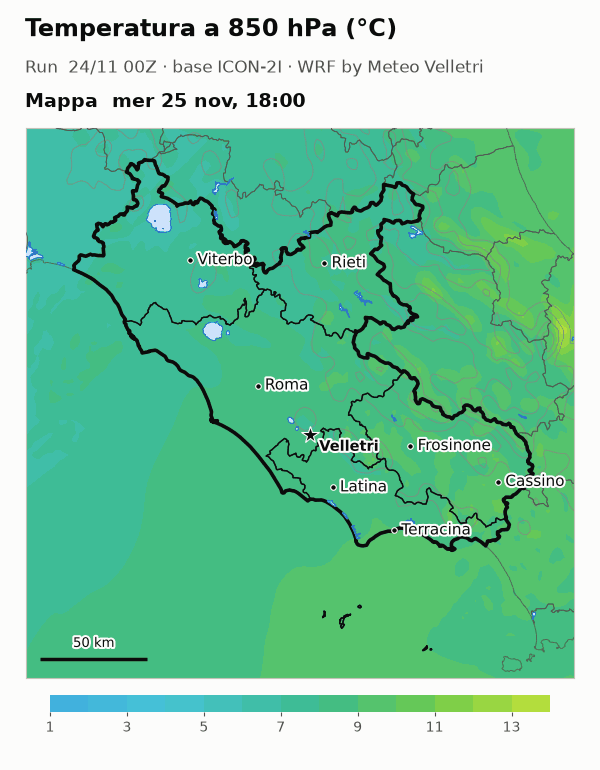 Temperatura a 850 hPa (°C)
Run  24/11 00Z · base ICON-2I · WRF by Meteo Velletri
Mappa  mer 25 nov, 18:00
Viterbo
Rieti
Roma
Velletri
Frosinone
Latina
Cassino
Terracina
50 km
1 3 5 7 9 11 13